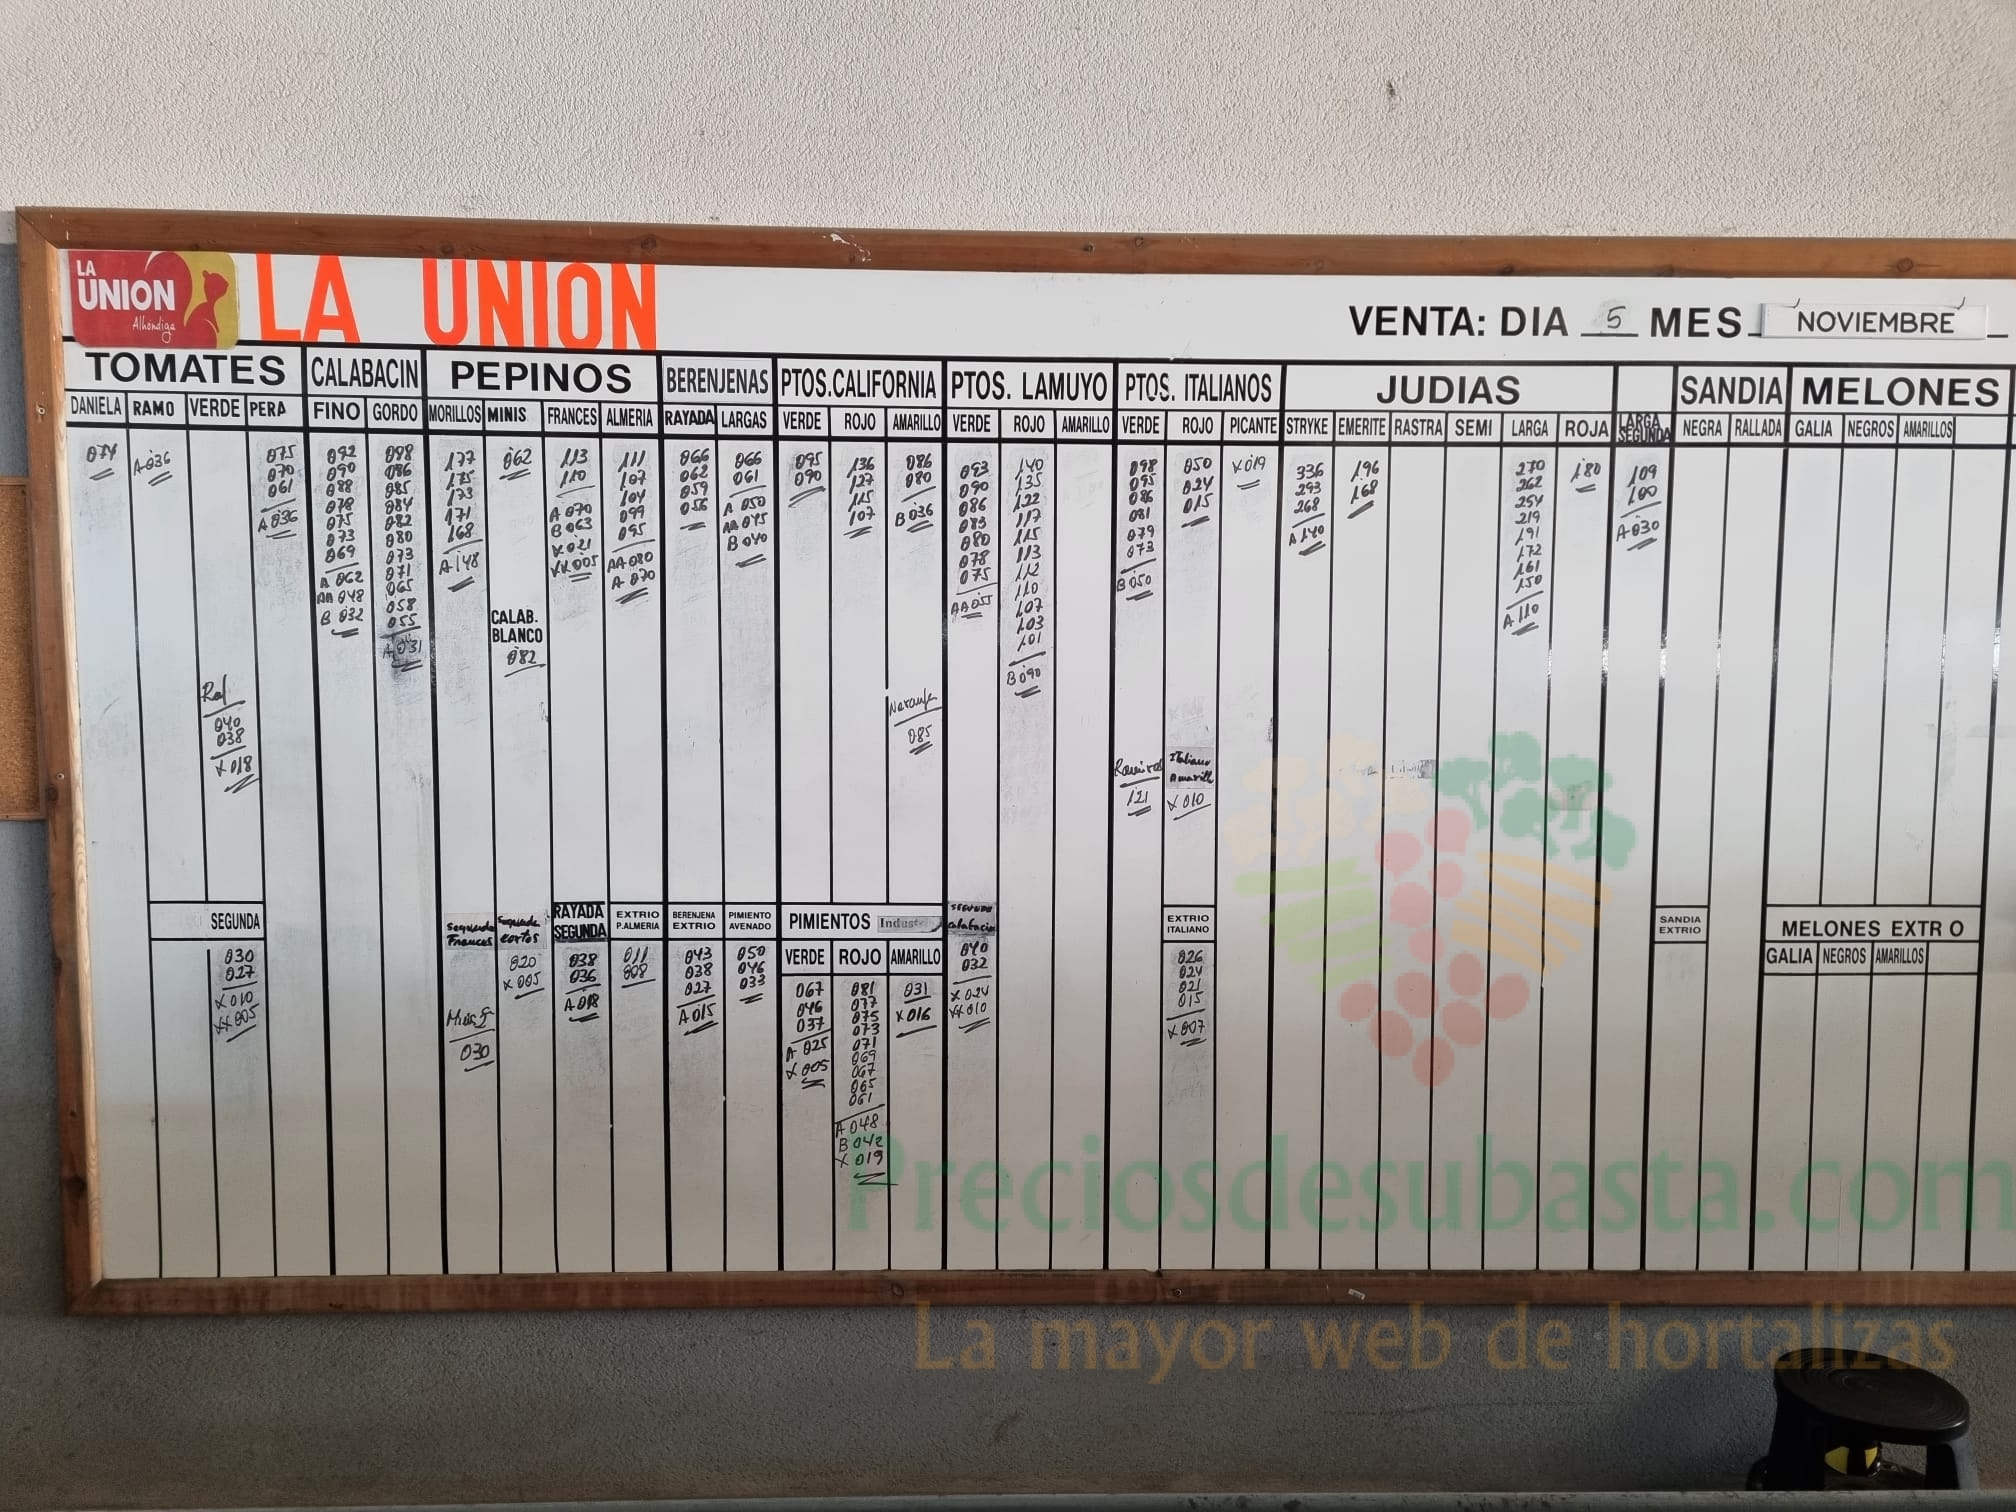 LA
UNION
Alhóndiga
LA UNION
VENTA: DIA 5 MES NOVIEMBRE
TOMATES CALABACIN PEPINOS BERENJENAS PTOS.CALIFORNIA PTOS. LAMUYO PTOS. ITALIANOS JUDIAS SANDIA MELONES
DANIELA RAMO VERDE PERA FINO GORDO MORILLOS MINIS FRANCES ALMERIA RAYADA LARGAS VERDE ROJO AMARILLO VERDE ROJO AMARILLO VERDE ROJO PICANTE STRYKE EMERITE RASTRA SEMI LARGA ROJA LARGA SEGUNDA NEGRA RALLADA GALIA NEGROS AMARILLOS
074
A 036
075
070
061
A 036
092
090
088
078
075
073
069
A 062
AA 048
B 032
098
086
085
084
082
080
073
071
065
058
055
A 031
177
175
173
171
168
A 148
062
113
110
A 070
B 063
X 021
XX 005
111
107
104
099
095
AA 080
A 070
066
062
059
056
066
061
A 050
AA 045
B 040
095
090
136
127
115
107
086
080
B 036
093
090
086
083
080
078
075
AA 055
140
135
122
117
115
113
112
110
107
103
101
B 090
098
095
086
081
079
073
B 050
050
024
015
X 019
336
293
268
A 140
196
168
270
262
254
219
191
172
161
150
A 110
180
109
100
A 030
CALAB.
BLANCO
082
Raf
040
038
X 018
Naranja
085
121
Italiano
Amarillo
X 010
SEGUNDA
030
027
X 010
XX 005
Segunda
Frances
030
Segunda
cortos
020
X 005
RAYADA
SEGUNDA
038
036
A 018
EXTRIO
P.ALMERIA
011
008
BERENJENA
EXTRIO
043
038
027
A 015
PIMIENTO
AVENADO
050
046
033
PIMIENTOS Indust
VERDE ROJO AMARILLO
067
046
037
A 025
X 005
081
077
075
073
071
069
067
065
061
A 048
B 042
X 019
031
X 016
SEGUNDA
Calabacin
040
032
X 024
XX 010
EXTRIO
ITALIANO
026
024
021
015
X 007
SANDIA
EXTRIO
MELONES EXTR O
GALIA NEGROS AMARILLOS
Preciosdesubasta.com
La mayor web de hortalizas